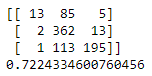 [[ 13  85   5]
 [  2 362  13]
 [  1 113 195]]
0.7224334600760456